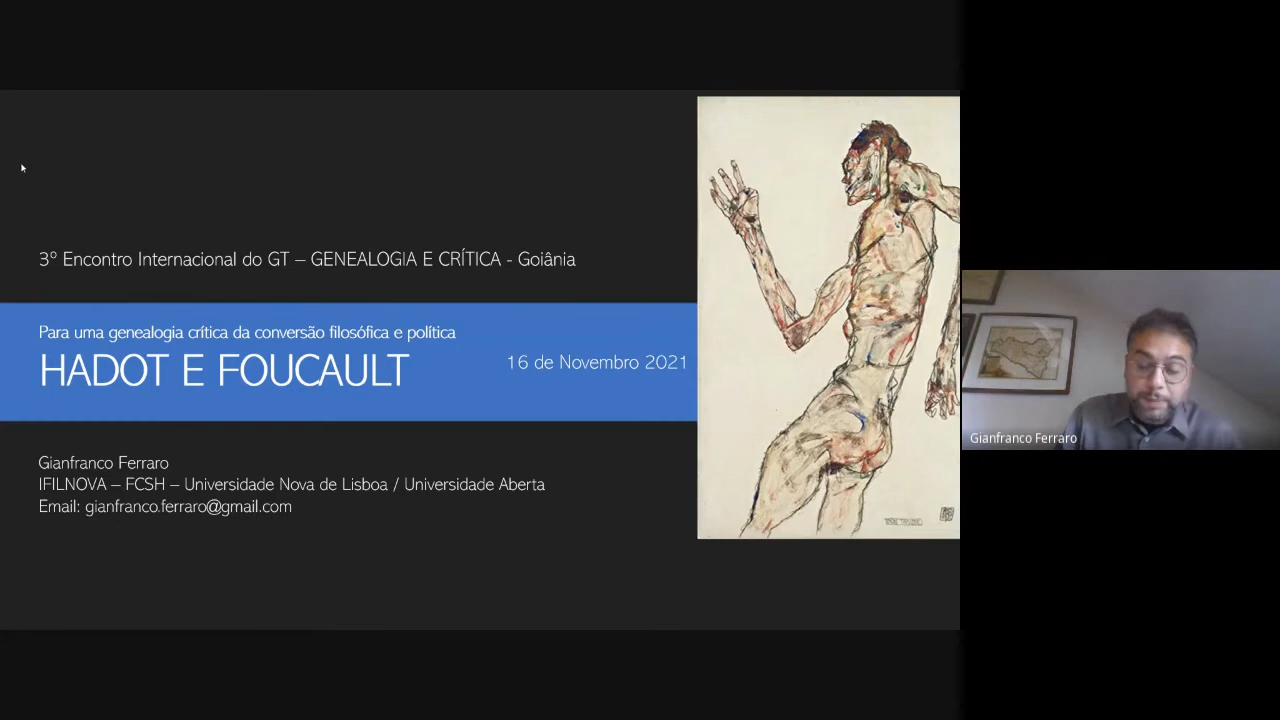 3º Encontro Internacional do GT – GENEALOGIA E CRÍTICA - Goiânia
Para uma genealogia crítica da conversão filosófica e política
HADOT E FOUCAULT
16 de Novembro 2021
Gianfranco Ferraro
IFILNOVA – FCSH – Universidade Nova de Lisboa / Universidade Aberta
Email: gianfranco.ferraro@gmail.com
Gianfranco Ferraro